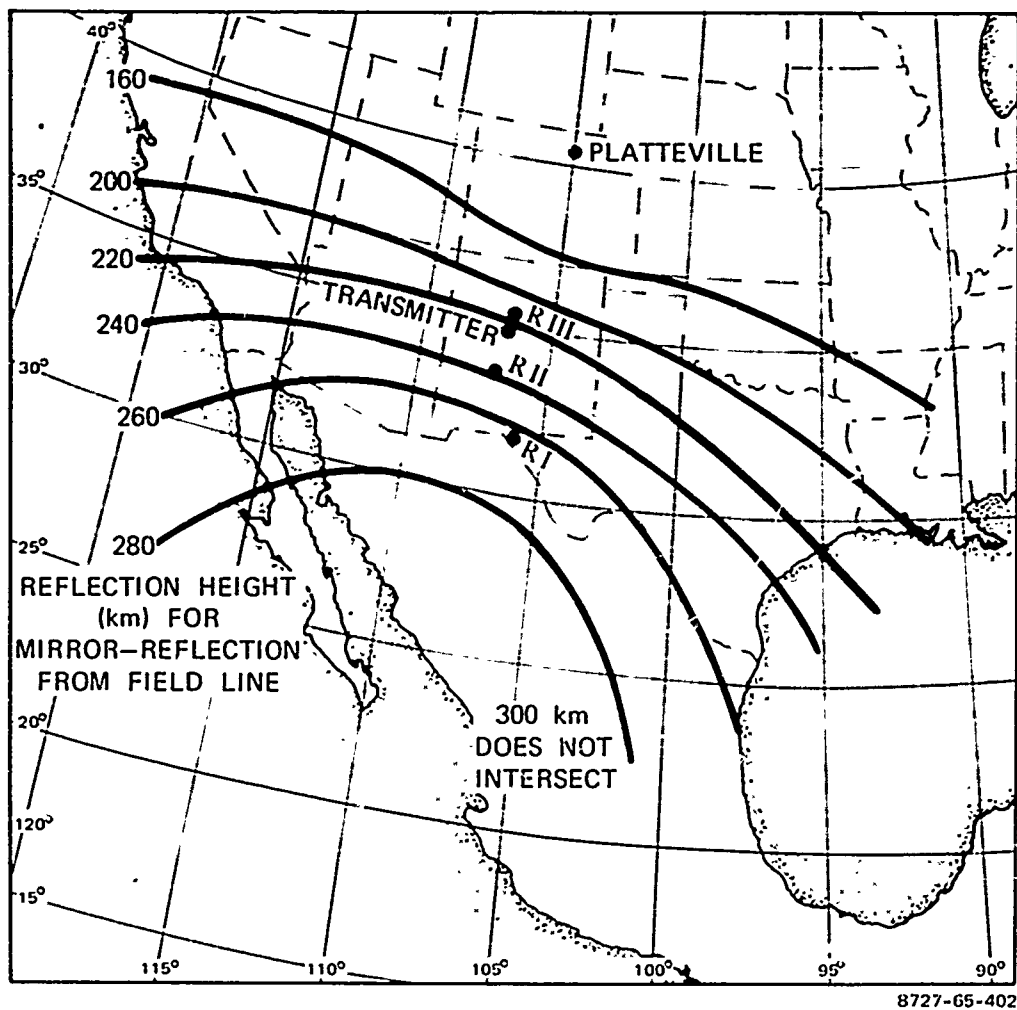 40°
160
PLATTEVILLE
35°
200
220
TRANSMITTER
R III
240
R II
30°
260
R I
280
25°
REFLECTION HEIGHT
(km) FOR
MIRROR–REFLECTION
FROM FIELD LINE
300 km
DOES NOT
INTERSECT
20°
120°
15°
115°
110°
105°
100°
95°
90°
8727-65-402